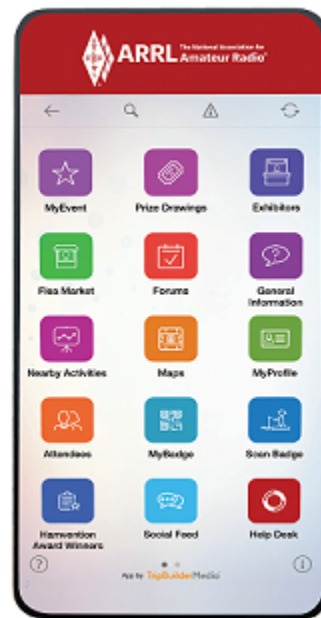 ARRL The National Association for
Amateur Radio®
MyEvent Prize Drawings Exhibitors
Flea Market Forums General
Information
Nearby Activities Maps MyProfile
Attendees MyBadge Scan Badge
Hamvention
Award Winners Social Feed Help Desk
App by TripBuilderMedia